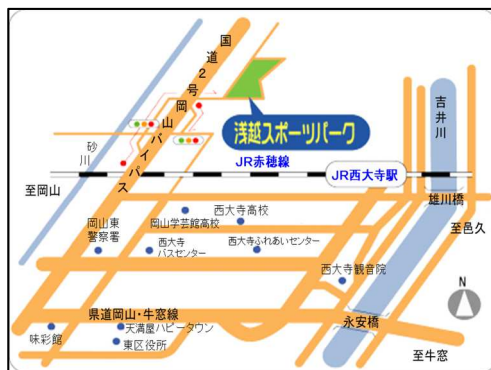 国道2号
岡山バイパス
浅越スポーツパーク
吉井川
砂川
JR赤穂線
JR西大寺駅
至岡山
雄川橋
西大寺高校
岡山学芸館高校
至邑久
岡山東
警察署
西大寺
バスセンター
西大寺ふれあいセンター
西大寺観音院
N
県道岡山・牛窓線
天満屋ハピータウン
味彩館
東区役所
永安橋
至牛窓